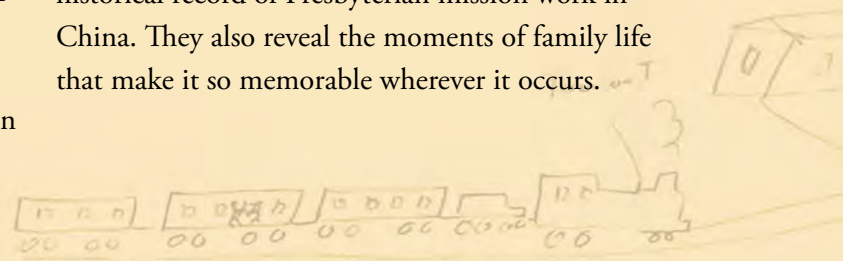 historical record of Presbyterian mission work in
China. They also reveal the moments of family life
that make it so memorable wherever it occurs.
n